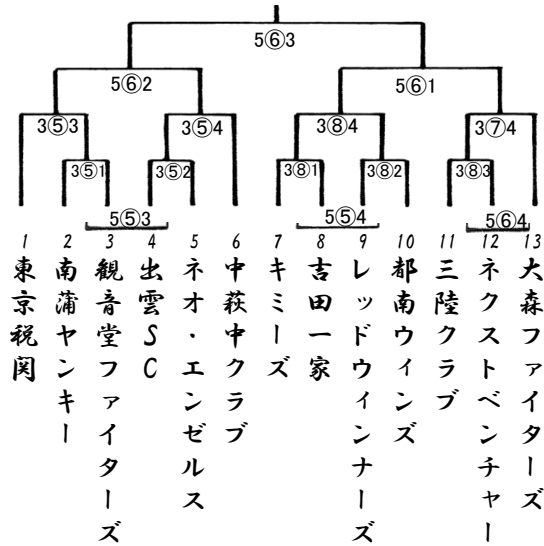 5⑥3
5⑥2
5⑥1
3⑤3
3⑤4
3⑧4
3⑦4
3⑤1
3⑤2
3⑧1
3⑧2
3⑧3
5⑤3
5⑤4
5⑥4
1 東京税関
2 南蒲ヤンキー
3 観音堂ファイターズ
4 出雲SC
5 ネオ・エンゼルス
6 中萩中クラブ
7 キミーズ
8 吉田一家
9 レッドウィンナーズ
10 都南ウインズ
11 三陸クラブ
12 ネクストベンチャー
13 大森ファイターズ